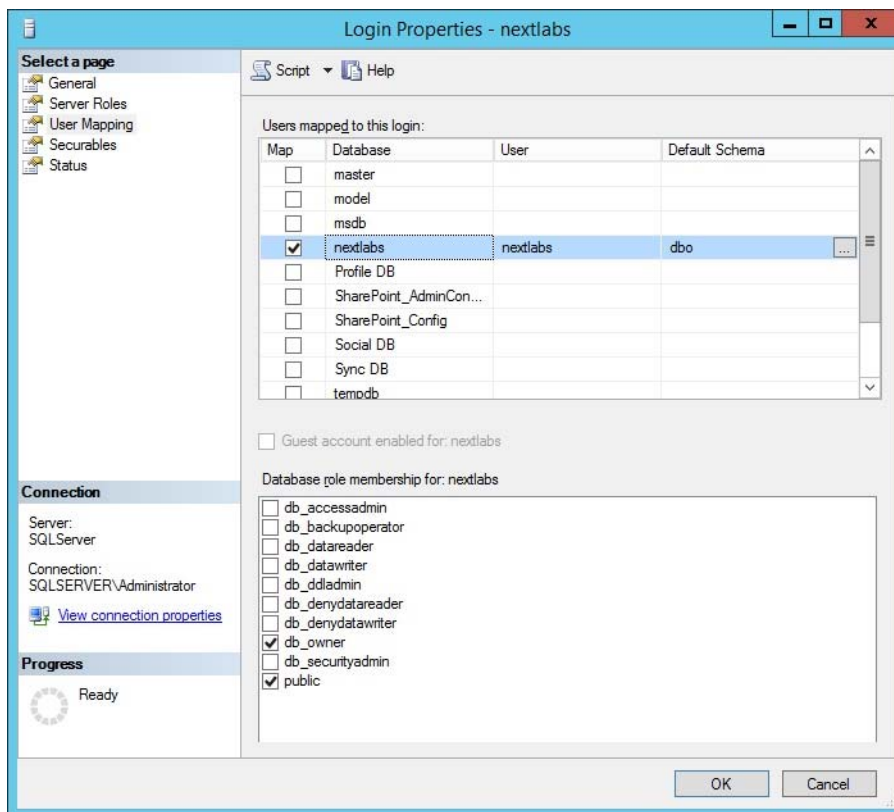 Login Properties - nextlabs
Select a page
General
Server Roles
User Mapping
Securables
Status
Script
Help
Users mapped to this login:
Map Database User Default Schema
master
model
msdb
nextlabs nextlabs dbo ...
Profile DB
SharePoint_AdminCon...
SharePoint_Config
Social DB
Sync DB
tempdb
Guest account enabled for: nextlabs
Database role membership for: nextlabs
db_accessadmin
db_backupoperator
db_datareader
db_datawriter
db_ddladmin
db_denydatareader
db_denydatawriter
db_owner
db_securityadmin
public
Connection
Server:
SQLServer
Connection:
SQLSERVER\Administrator
View connection properties
Progress
Ready
OK Cancel